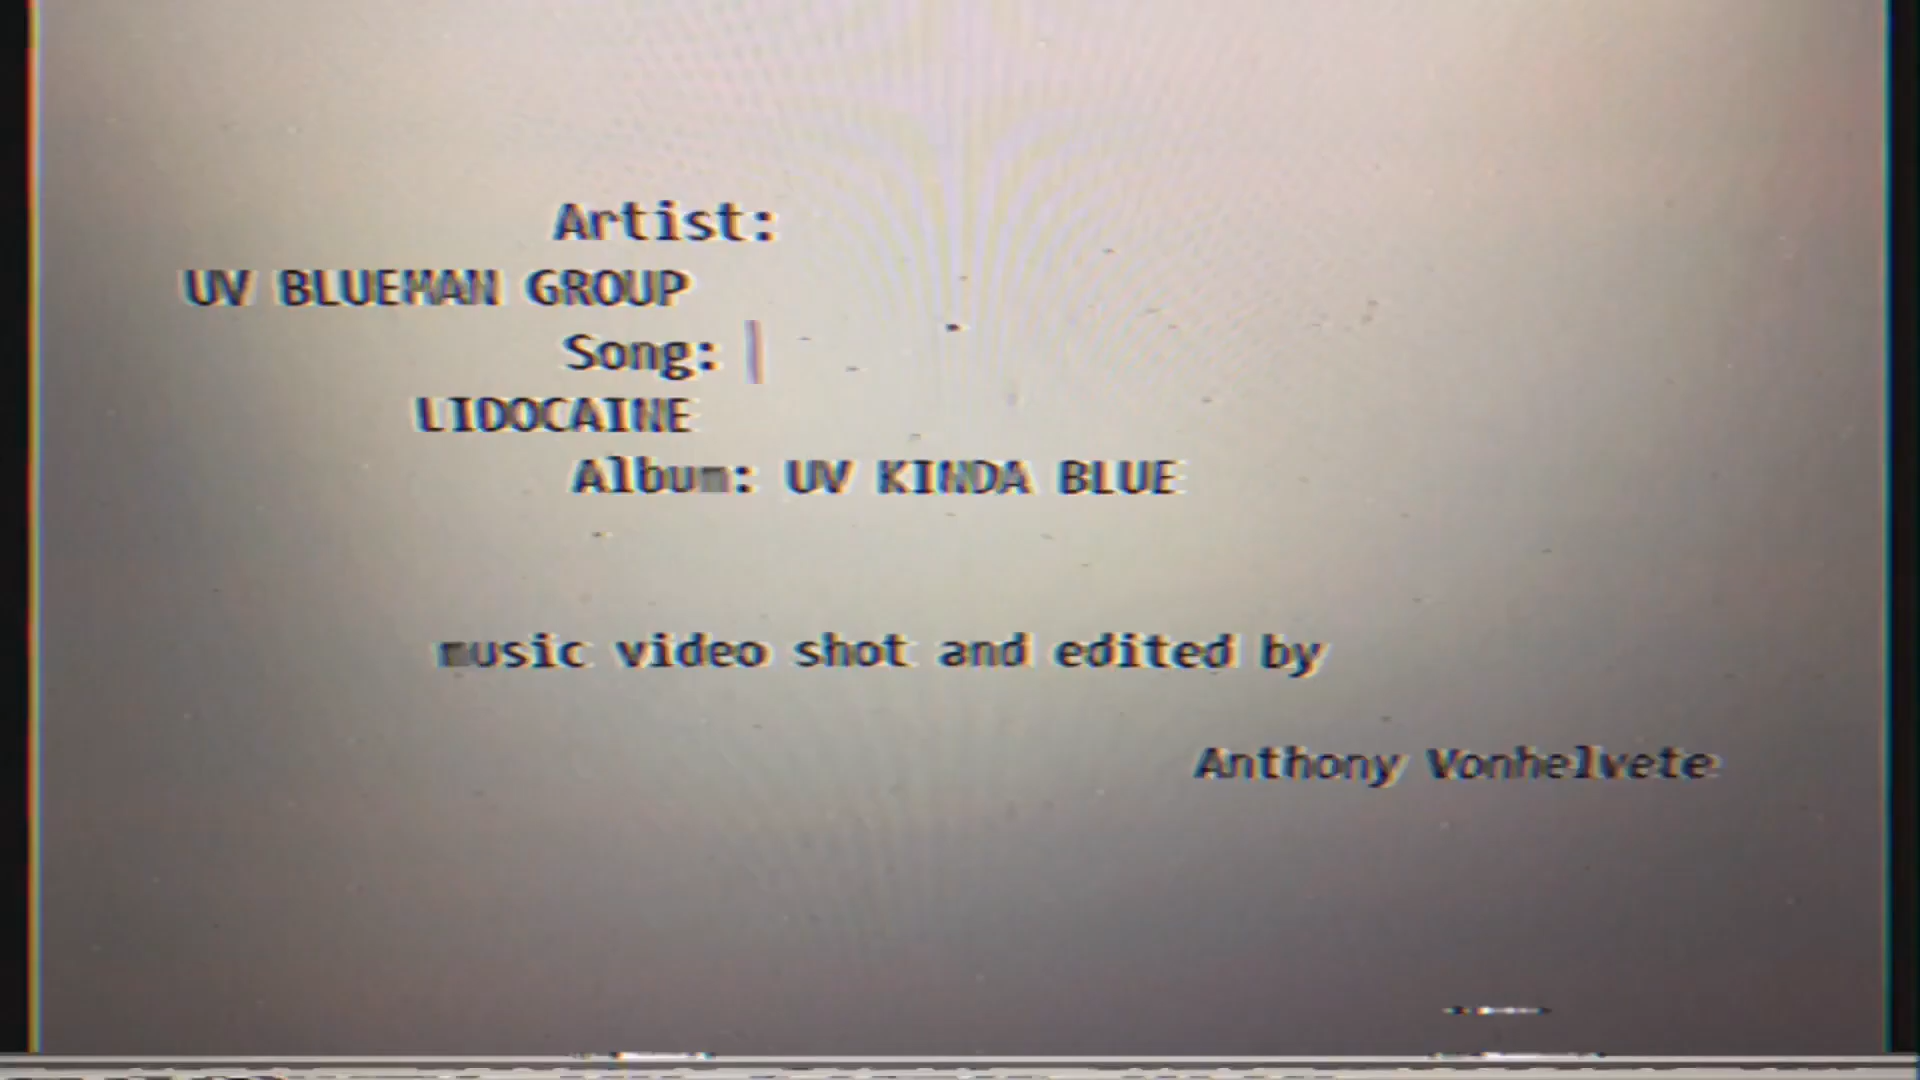 Artist:
UV BLUEMAN GROUP
Song:
LIDOCAINE
Album: UV KINDA BLUE
music video shot and edited by
Anthony Vonhelvete